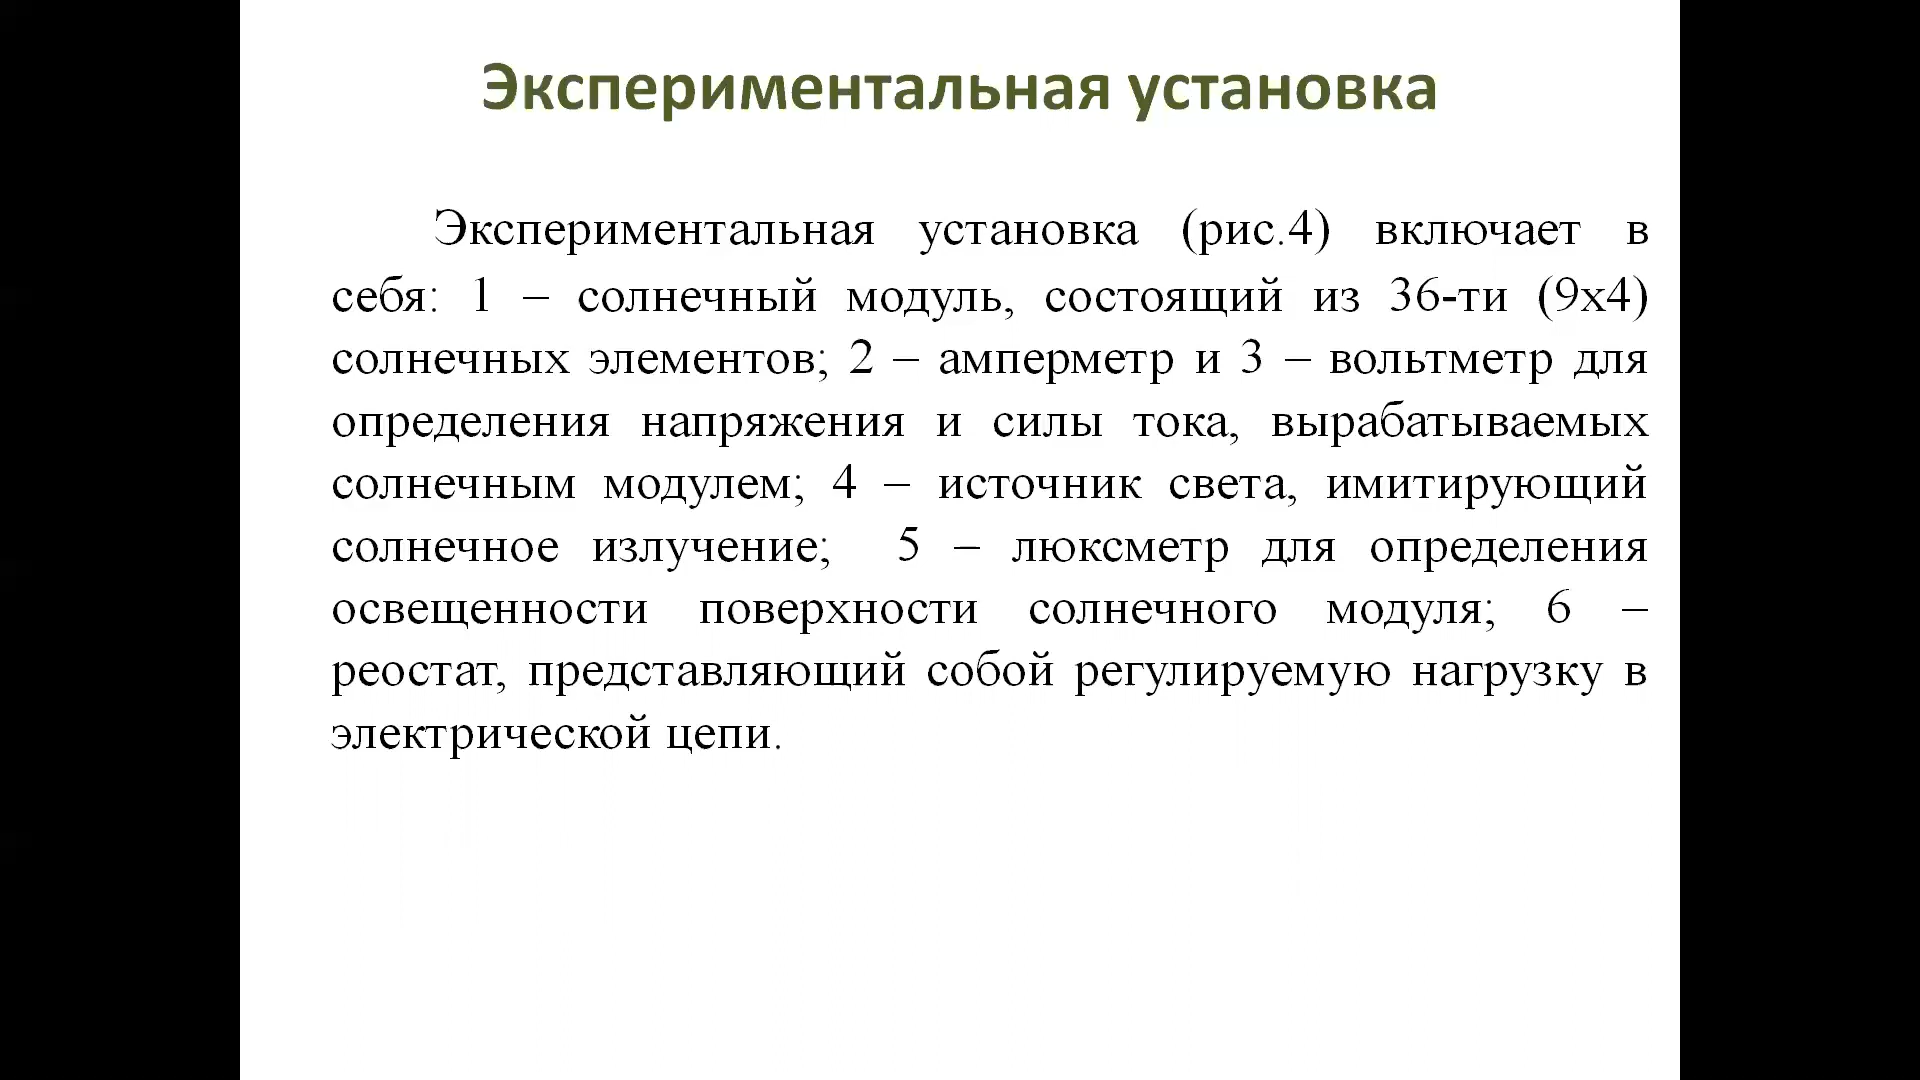 Экспериментальная установка
Экспериментальная установка (рис.4) включает в
себя: 1 – солнечный модуль, состоящий из 36-ти (9х4)
солнечных элементов; 2 – амперметр и 3 – вольтметр для
определения напряжения и силы тока, вырабатываемых
солнечным модулем; 4 – источник света, имитирующий
солнечное излучение; 5 – люксметр для определения
освещенности поверхности солнечного модуля; 6 –
реостат, представляющий собой регулируемую нагрузку в
электрической цепи.